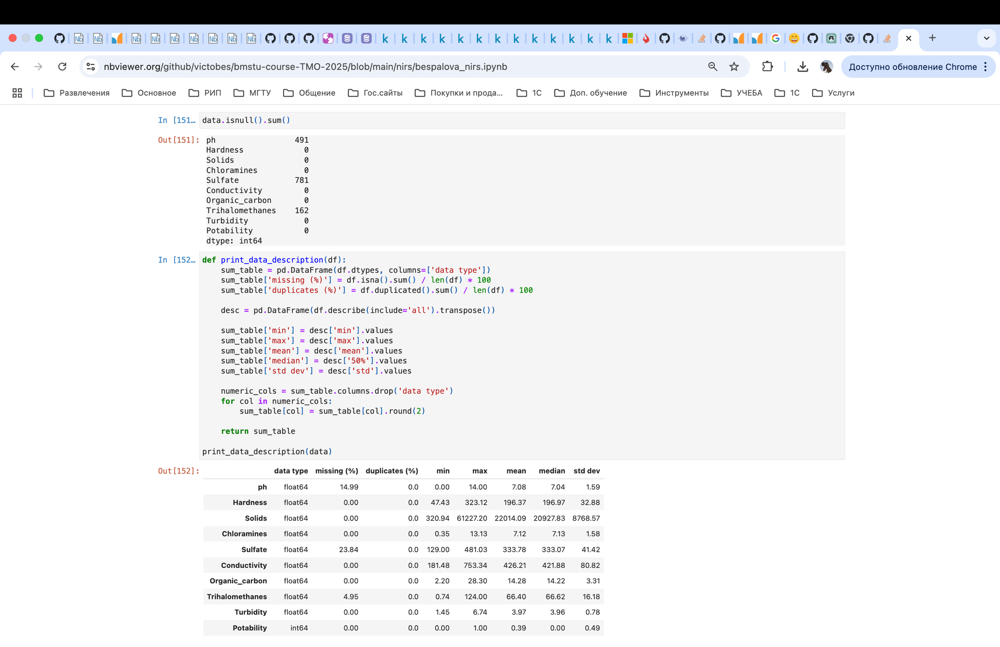 nbviewer.org/github/victobes/bmstu-course-TMO-2025/blob/main/nirs/bespalova_nirs.ipynb
Доступно обновление Chrome
Развлечения Основное РИП МГТУ Общение Гос.сайты Покупки и прода... 1С Доп. обучение Инструменты УЧЕБА 1С Услуги
In [151… data.isnull().sum()
Out[151]: ph 491
Hardness 0
Solids 0
Chloramines 0
Sulfate 781
Conductivity 0
Organic_carbon 0
Trihalomethanes 162
Turbidity 0
Potability 0
dtype: int64
In [152… def print_data_description(df):
    sum_table = pd.DataFrame(df.dtypes, columns=['data type'])
    sum_table['missing (%)'] = df.isna().sum() / len(df) * 100
    sum_table['duplicates (%)'] = df.duplicated().sum() / len(df) * 100
    desc = pd.DataFrame(df.describe(include='all').transpose())
    sum_table['min'] = desc['min'].values
    sum_table['max'] = desc['max'].values
    sum_table['mean'] = desc['mean'].values
    sum_table['median'] = desc['50%'].values
    sum_table['std dev'] = desc['std'].values
    numeric_cols = sum_table.columns.drop('data type')
    for col in numeric_cols:
        sum_table[col] = sum_table[col].round(2)
    return sum_table
print_data_description(data)
Out[152]: data type missing (%) duplicates (%) min max mean median std dev
ph float64 14.99 0.0 0.00 14.00 7.08 7.04 1.59
Hardness float64 0.00 0.0 47.43 323.12 196.37 196.97 32.88
Solids float64 0.00 0.0 320.94 61227.20 22014.09 20927.83 8768.57
Chloramines float64 0.00 0.0 0.35 13.13 7.12 7.13 1.58
Sulfate float64 23.84 0.0 129.00 481.03 333.78 333.07 41.42
Conductivity float64 0.00 0.0 181.48 753.34 426.21 421.88 80.82
Organic_carbon float64 0.00 0.0 2.20 28.30 14.28 14.22 3.31
Trihalomethanes float64 4.95 0.0 0.74 124.00 66.40 66.62 16.18
Turbidity float64 0.00 0.0 1.45 6.74 3.97 3.96 0.78
Potability int64 0.00 0.0 0.00 1.00 0.39 0.00 0.49